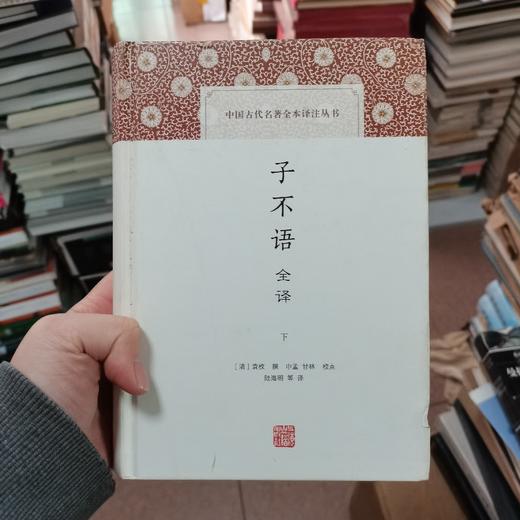 中国古代名著全本译注丛书
子不语
全译
下
[清] 袁枚 撰 申孟 甘林 校点
陆海明 等 译